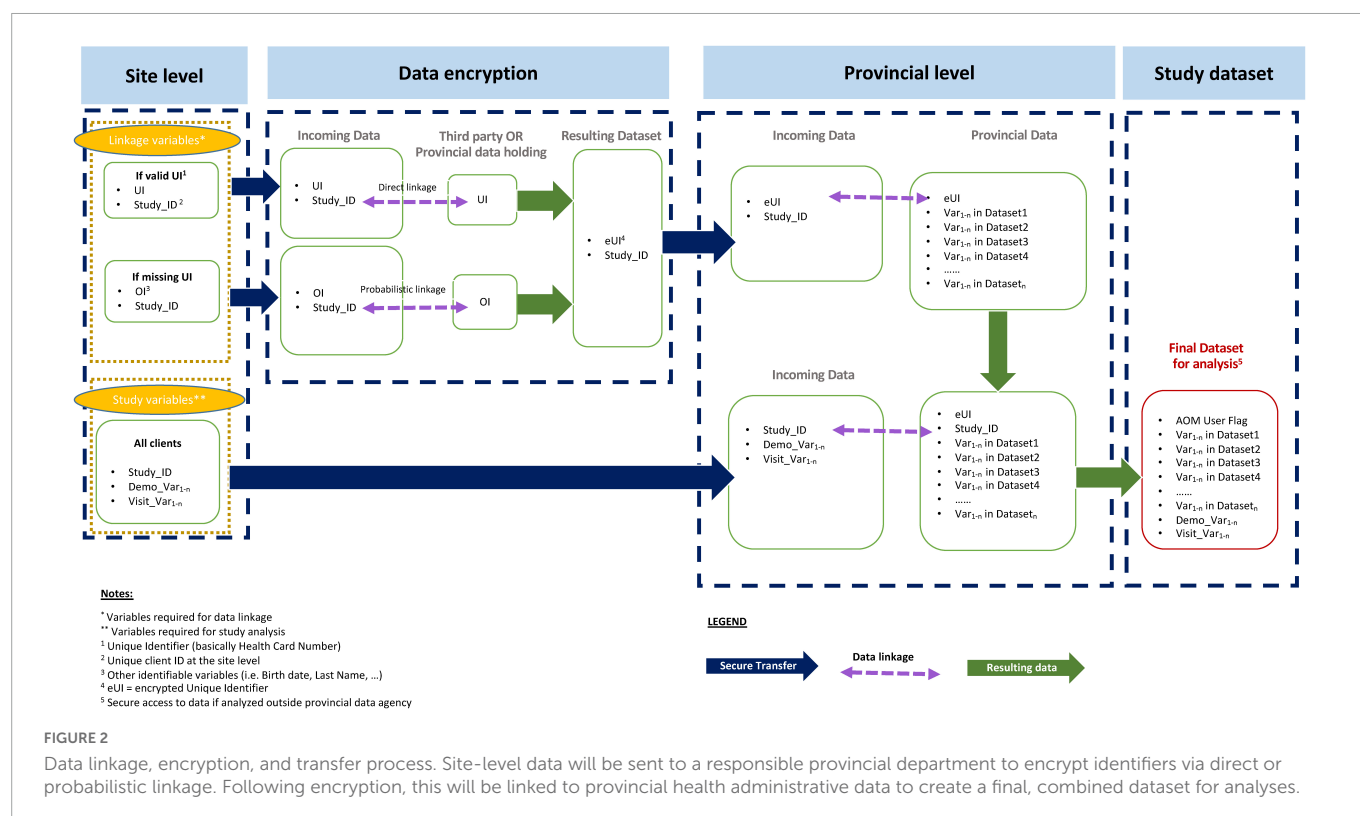 Site level
Data encryption
Provincial level
Study dataset
Linkage variables*
If valid UI1
• UI
• Study_ID 2
If missing UI
• OI3
• Study_ID
Study variables**
All clients
• Study_ID
• Demo_Var1-n
• Visit_Var1-n
Incoming Data
• UI
• Study_ID
Direct linkage
• OI
• Study_ID
Probabilistic linkage
Third party OR
Provincial data holding
UI
OI
Resulting Dataset
• eUI4
• Study_ID
Incoming Data
• eUI
• Study_ID
Provincial Data
• eUI
Var1-n in Dataset1
• Var1-n in Dataset2
• Var1-n in Dataset3
• Var1-n in Dataset4
• ......
• Var1-n in Datasetn
Incoming Data
• Study_ID
• Demo_Var1-n
• Visit_Var1-n
• eUI
• Study_ID
• Var1-n in Dataset1
• Var1-n in Dataset2
• Var1-n in Dataset3
• Var1-n in Dataset4
• ......
• Var1-n in Datasetn
Final Dataset
for analysis5
• AOM User Flag
• Var1-n in Dataset1
• Var1-n in Dataset2
• Var1-n in Dataset3
• Var1-n in Dataset4
• ......
• Var1-n in Datasetn
• Demo_Var1-n
• Visit_Var1-n
Notes:
* Variables required for data linkage
** Variables required for study analysis
1 Unique Identifier (basically Health Card Number)
2 Unique client ID at the site level
3 Other identifiable variables (i.e. Birth date, Last Name, ...)
4 eUI = encrypted Unique Identifier
5 Secure access to data if analyzed outside provincial data agency
LEGEND
Secure Transfer
Data linkage
Resulting data
FIGURE 2
Data linkage, encryption, and transfer process. Site-level data will be sent to a responsible provincial department to encrypt identifiers via direct or
probabilistic linkage. Following encryption, this will be linked to provincial health administrative data to create a final, combined dataset for analyses.